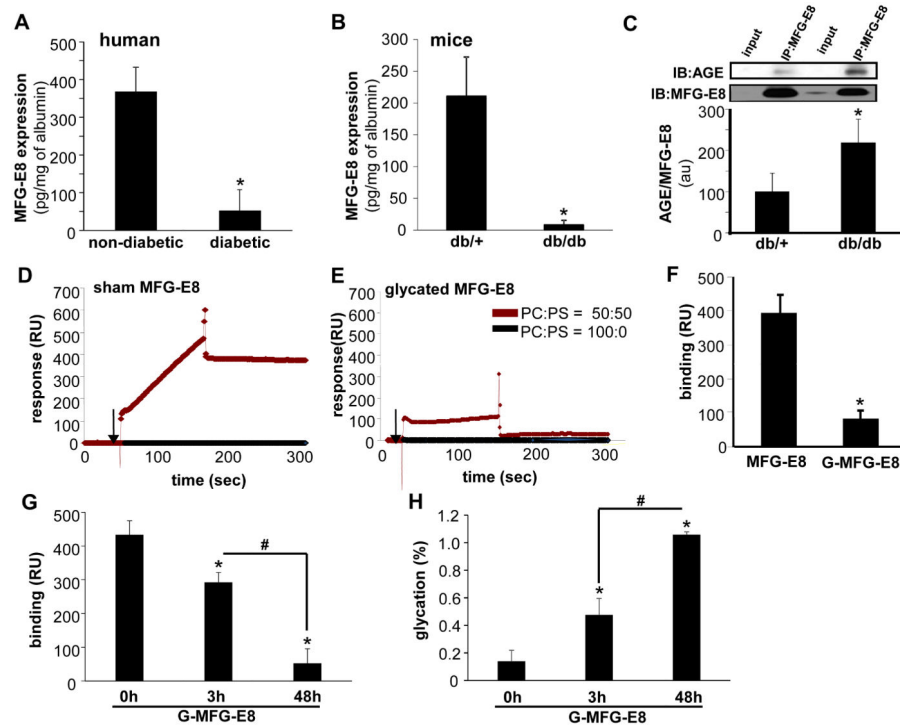 A
human
MFG-E8 expression
(pg/mg of albumin)
400
350
300
250
200
150
100
50
0
*
non-diabetic
diabetic
B
mice
MFG-E8 expression
(pg/mg of albumin)
250
200
150
100
50
0
*
db/+
db/db
C
input
IP:MFG-E8
input
IP:MFG-E8
IB:AGE
IB:MFG-E8
AGE/MFG-E8
(au)
300
200
100
0
*
db/+
db/db
D
sham MFG-E8
response (RU)
700
600
500
400
300
200
100
0
0
100
200
300
time (sec)
E
glycated MFG-E8
PC:PS = 50:50
PC:PS = 100:0
response(RU)
700
600
500
400
300
200
100
0
0
100
200
300
time (sec)
F
binding (RU)
500
400
300
200
100
0
*
MFG-E8
G-MFG-E8
G
binding (RU)
500
400
300
200
100
0
*
#
*
0h
3h
48h
G-MFG-E8
H
glycation (%)
1.2
1.0
0.8
0.6
0.4
0.2
0
*
#
*
0h
3h
48h
G-MFG-E8